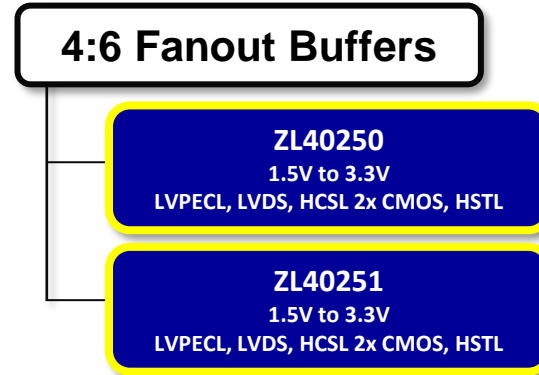 4:6 Fanout Buffers
ZL40250
1.5V to 3.3V
LVPECL, LVDS, HCSL 2x CMOS, HSTL
ZL40251
1.5V to 3.3V
LVPECL, LVDS, HCSL 2x CMOS, HSTL